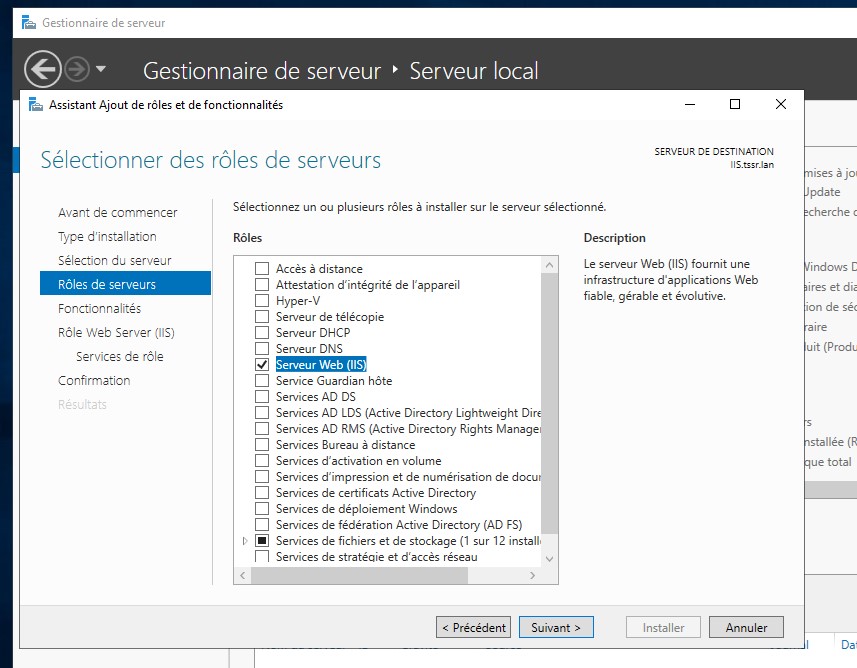 Gestionnaire de serveur
Gestionnaire de serveur ‣ Serveur local
Assistant Ajout de rôles et de fonctionnalités
Sélectionner des rôles de serveurs
SERVEUR DE DESTINATION
IIS.tssr.lan
Avant de commencer
Type d'installation
Sélection du serveur
Rôles de serveurs
Fonctionnalités
Rôle Web Server (IIS)
Services de rôle
Confirmation
Résultats
Sélectionnez un ou plusieurs rôles à installer sur le serveur sélectionné.
Rôles
Accès à distance
Attestation d'intégrité de l'appareil
Hyper-V
Serveur de télécopie
Serveur DHCP
Serveur DNS
Serveur Web (IIS)
Service Guardian hôte
Services AD DS
Services AD LDS (Active Directory Lightweight Dire
Services AD RMS (Active Directory Rights Manager
Services Bureau à distance
Services d'activation en volume
Services d'impression et de numérisation de docu
Services de certificats Active Directory
Services de déploiement Windows
Services de fédération Active Directory (AD FS)
Services de fichiers et de stockage (1 sur 12 install
Services de stratégie et d'accès réseau
Description
Le serveur Web (IIS) fournit une
infrastructure d'applications Web
fiable, gérable et évolutive.
< Précédent
Suivant >
Installer
Annuler
mises à jou
Update
echerche d
Windows D
aires et dia
ion de séc
raire
duit (Produ
rs
nstallée (R
que total
Dat